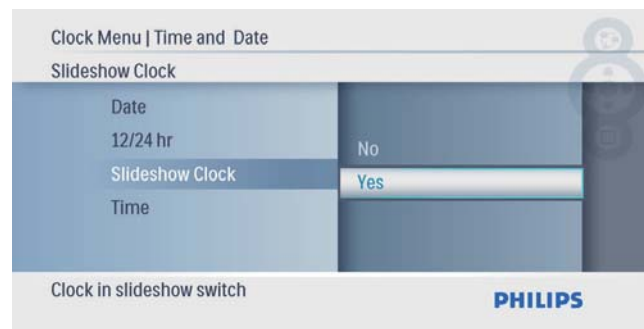 Clock Menu | Time and Date
Slideshow Clock
Date
12/24 hr
Slideshow Clock
Time
No
Yes
Clock in slideshow switch
PHILIPS